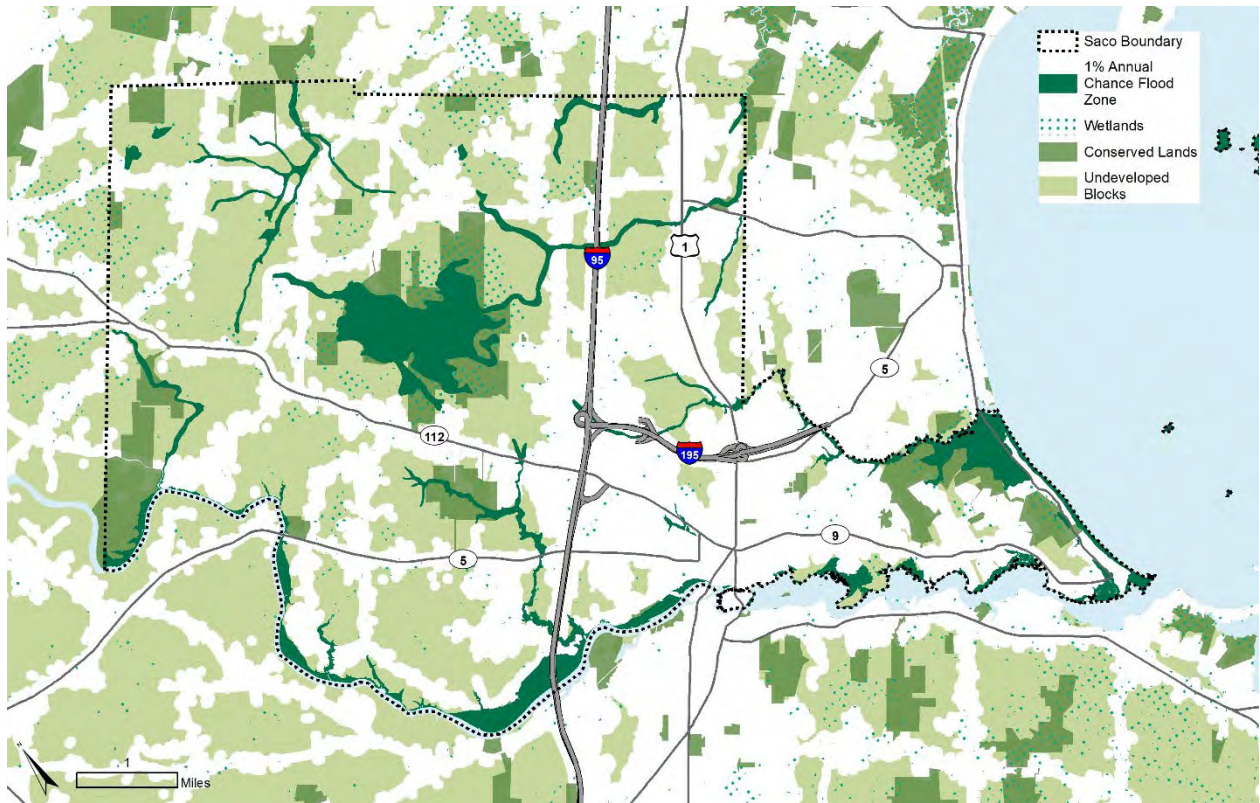 Saco Boundary
1% Annual
Chance Flood
Zone
Wetlands
Conserved Lands
Undeveloped
Blocks
1
95
5
112
195
9
5
1
Miles